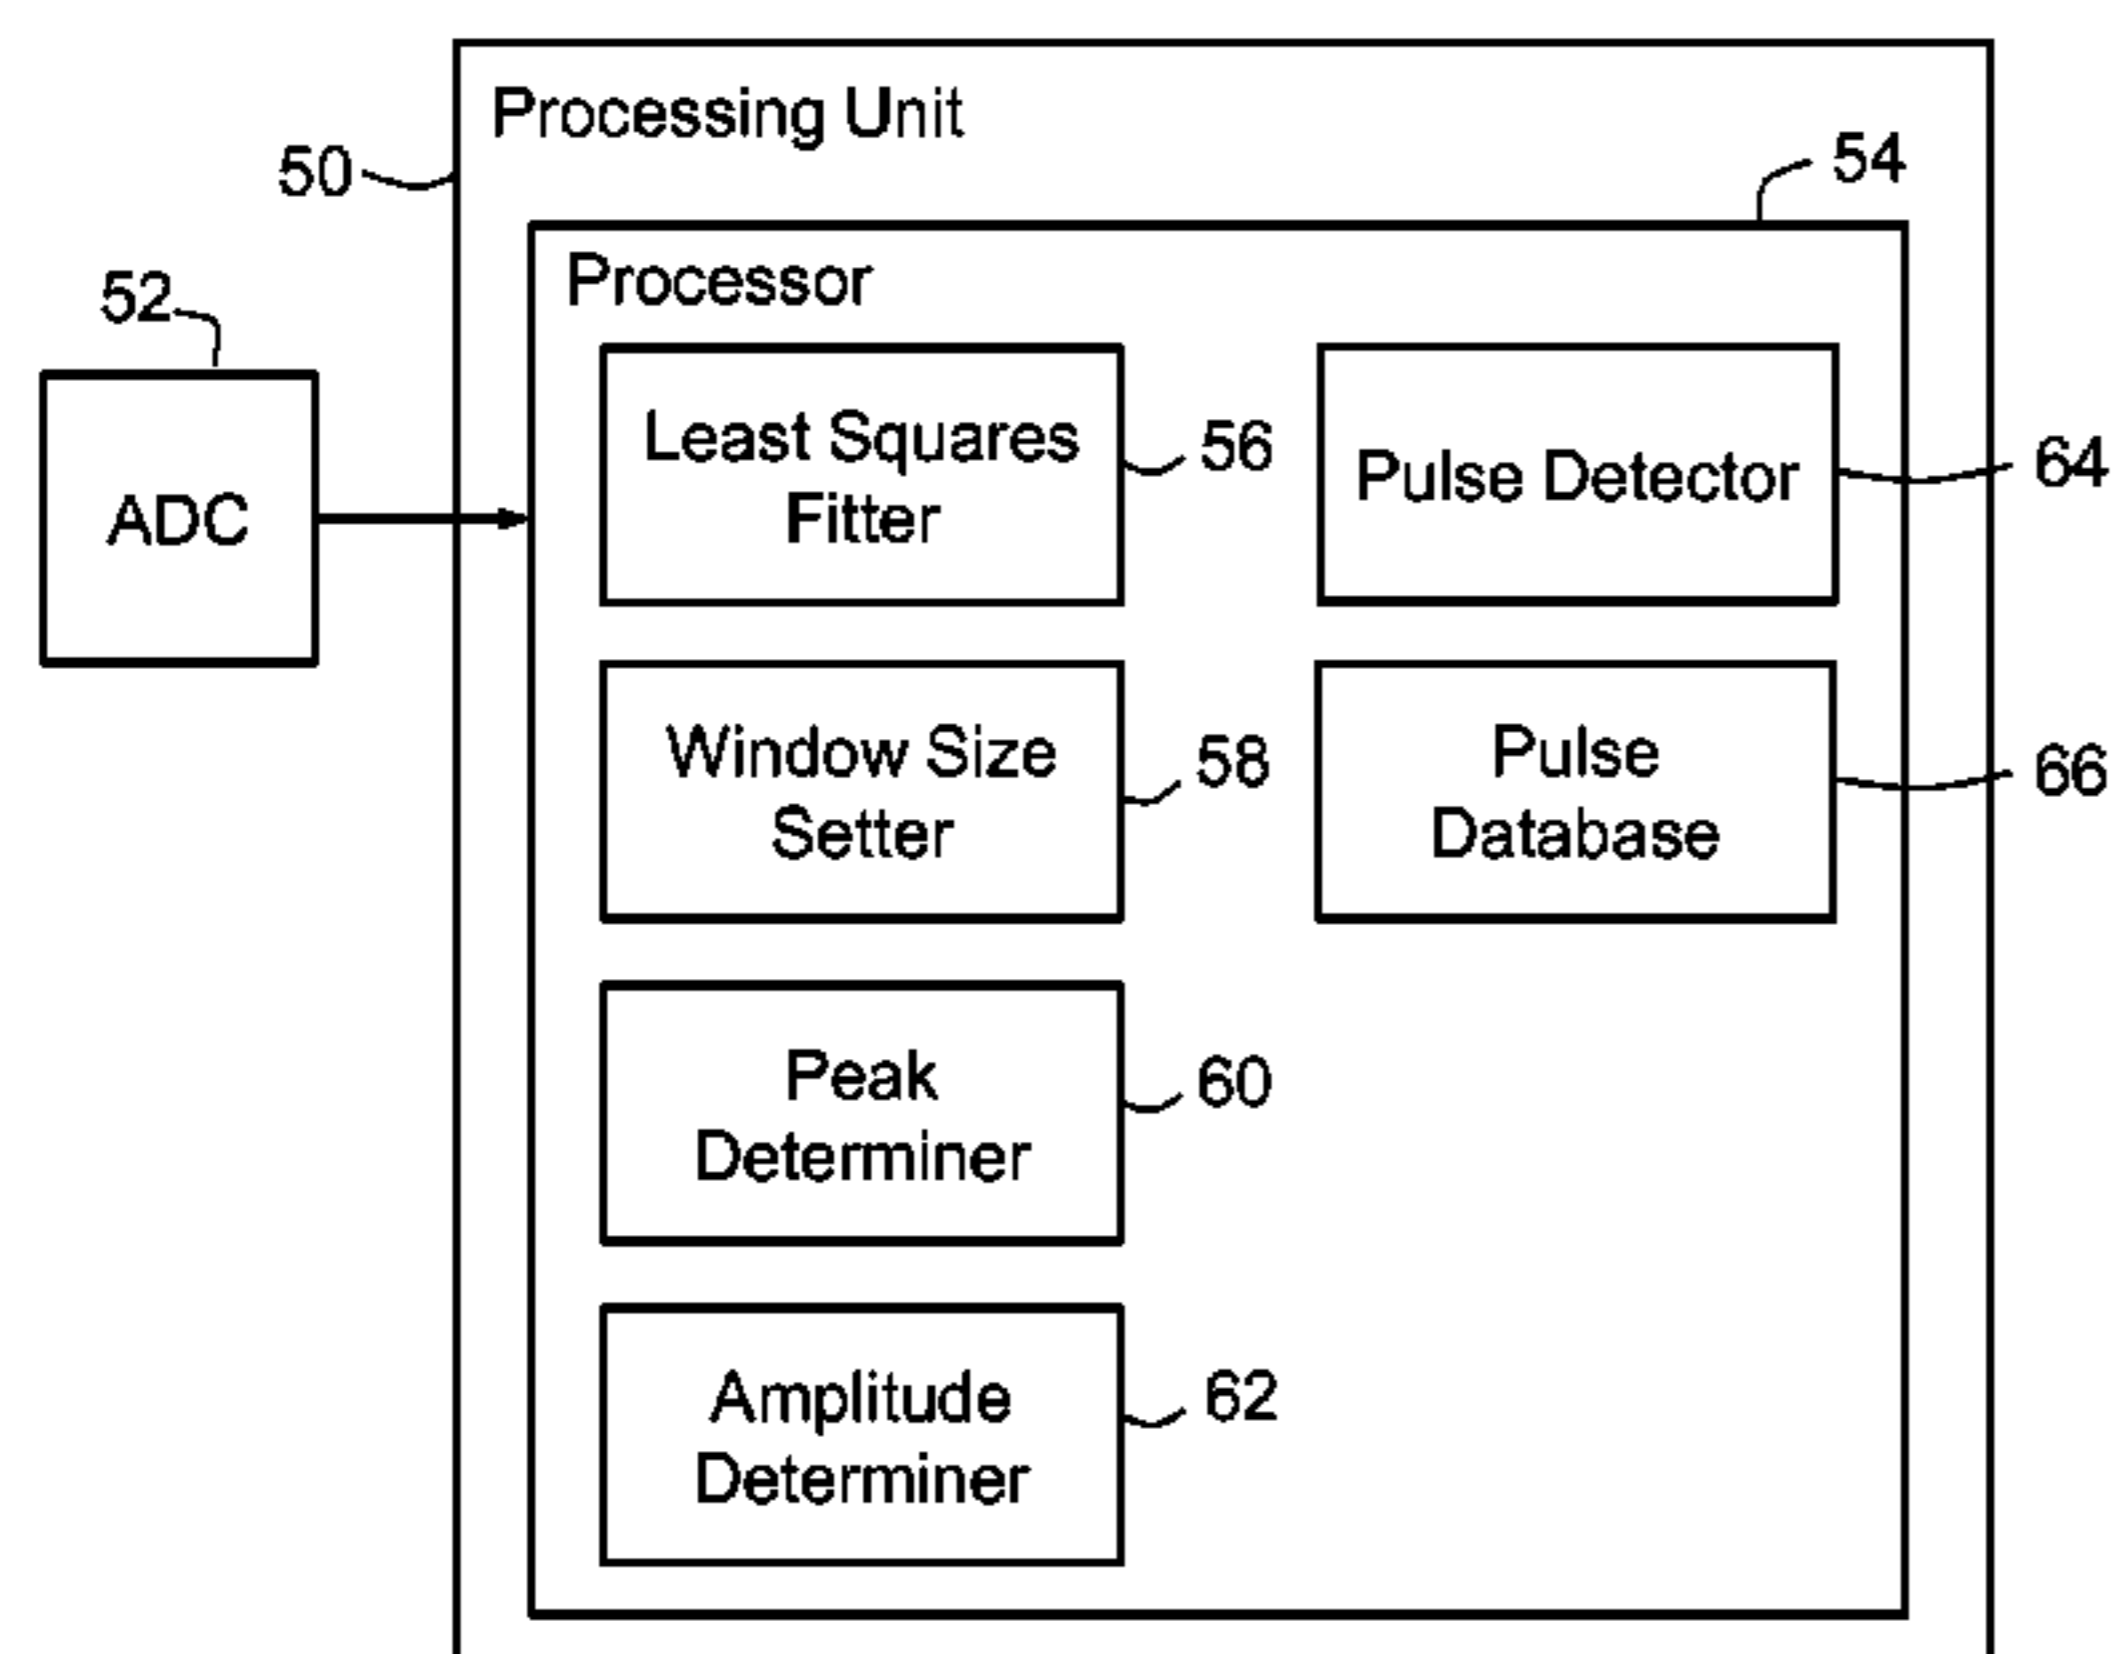 Processing Unit
50
54
52
Processor
ADC
Least Squares
Fitter
56
Pulse Detector
64
Window Size
Setter
58
Pulse
Database
66
Peak
Determiner
60
Amplitude
Determiner
62